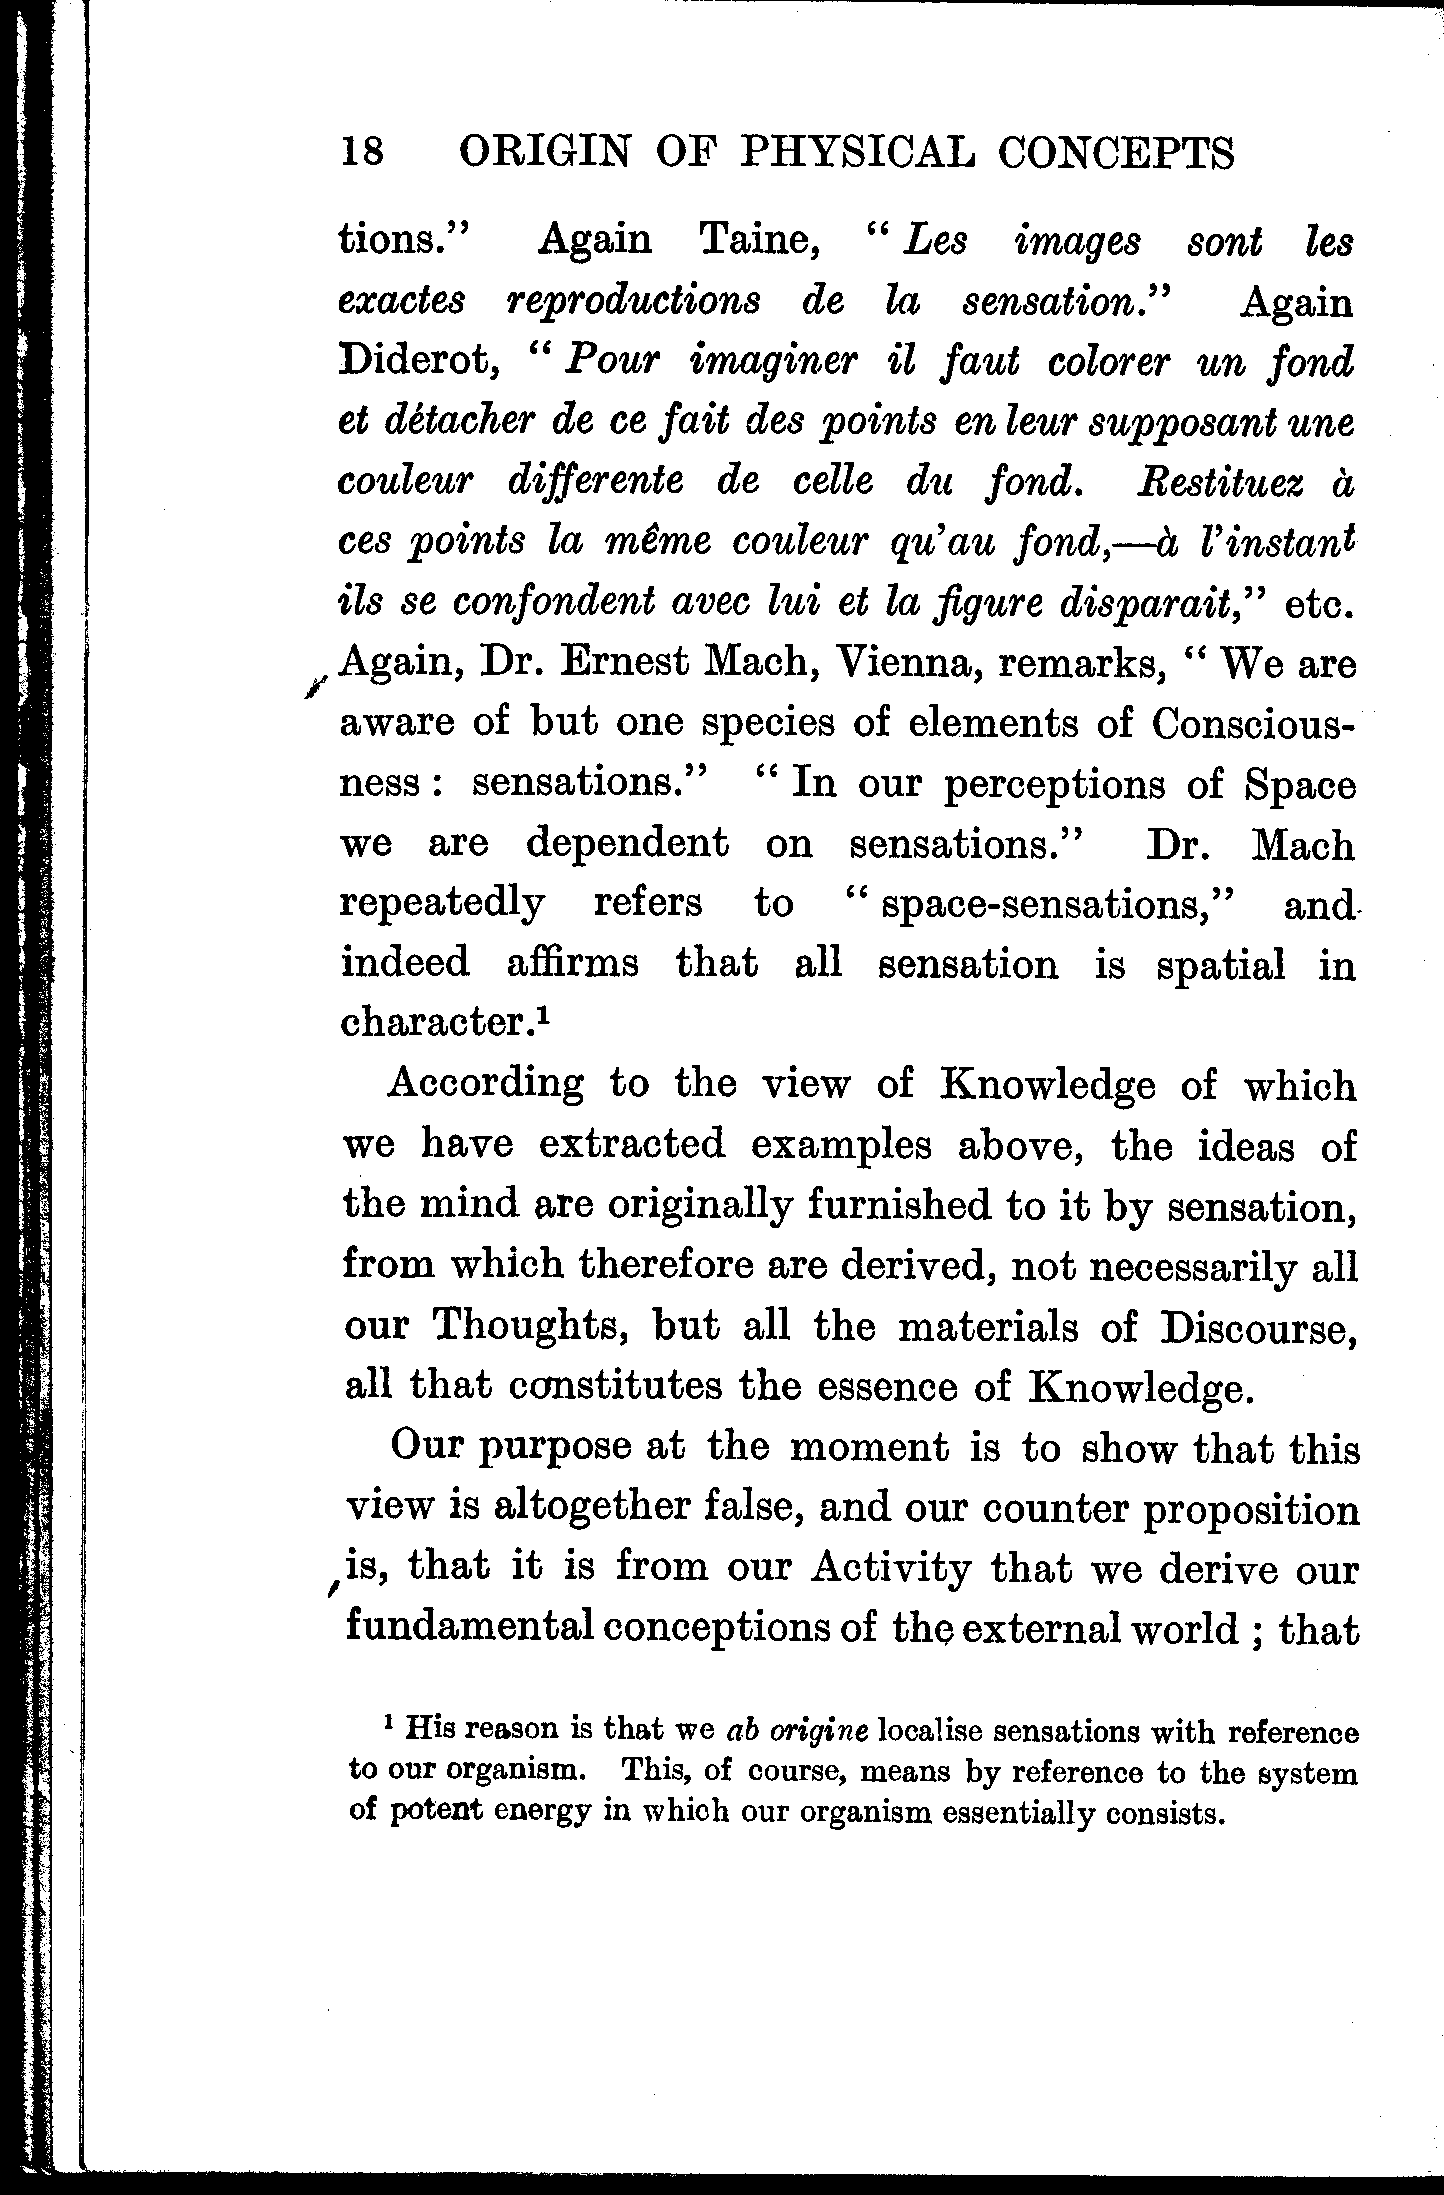 18 ORIGIN OF PHYSICAL CONCEPTS
tions.” Again Taine, “ Les images sont les
exactes reproductions de la sensation.” Again
Diderot, “ Pour imaginer il faut colorer un fond
et détacher de ce fait des points en leur supposant une
couleur differente de celle du fond. Restituez à
ces points la même couleur qu’au fond,—à l’instant
ils se confondent avec lui et la figure disparait,” etc.
Again, Dr. Ernest Mach, Vienna, remarks, “ We are
aware of but one species of elements of Conscious-
ness : sensations.” “ In our perceptions of Space
we are dependent on sensations.” Dr. Mach
repeatedly refers to “ space-sensations,” and
indeed affirms that all sensation is spatial in
character.¹
According to the view of Knowledge of which
we have extracted examples above, the ideas of
the mind are originally furnished to it by sensation,
from which therefore are derived, not necessarily all
our Thoughts, but all the materials of Discourse,
all that constitutes the essence of Knowledge.
Our purpose at the moment is to show that this
view is altogether false, and our counter proposition
is, that it is from our Activity that we derive our
fundamental conceptions of the external world ; that
¹ His reason is that we ab origine localise sensations with reference
to our organism. This, of course, means by reference to the system
of potent energy in which our organism essentially consists.